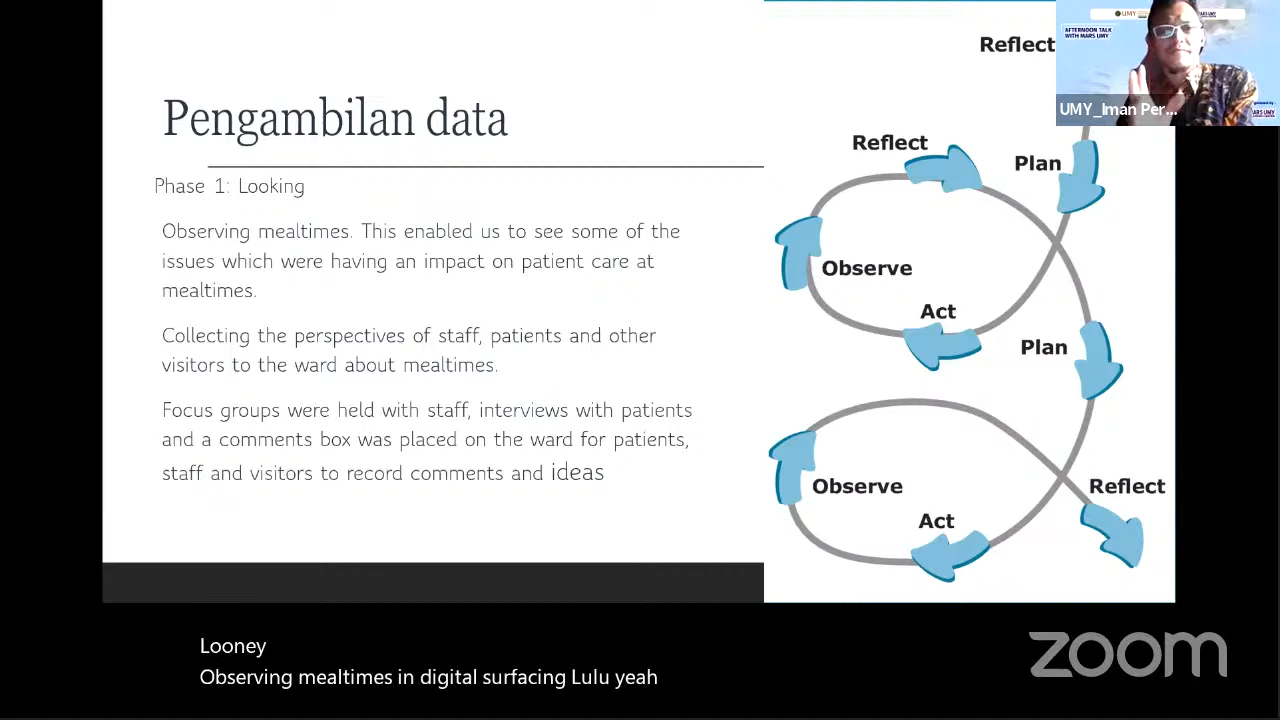 Pengambilan data
Phase 1: Looking
Observing mealtimes. This enabled us to see some of the
issues which were having an impact on patient care at
mealtimes.
Collecting the perspectives of staff, patients and other
visitors to the ward about mealtimes.
Focus groups were held with staff, interviews with patients
and a comments box was placed on the ward for patients,
staff and visitors to record comments and ideas
Reflect
Reflect
Plan
Observe
Act
Plan
Observe
Reflect
Act
UMY
AFTERNOON TALK
WITH MARS UMY
UMY_Iman Per...
Looney
Observing mealtimes in digital surfacing Lulu yeah
zoom